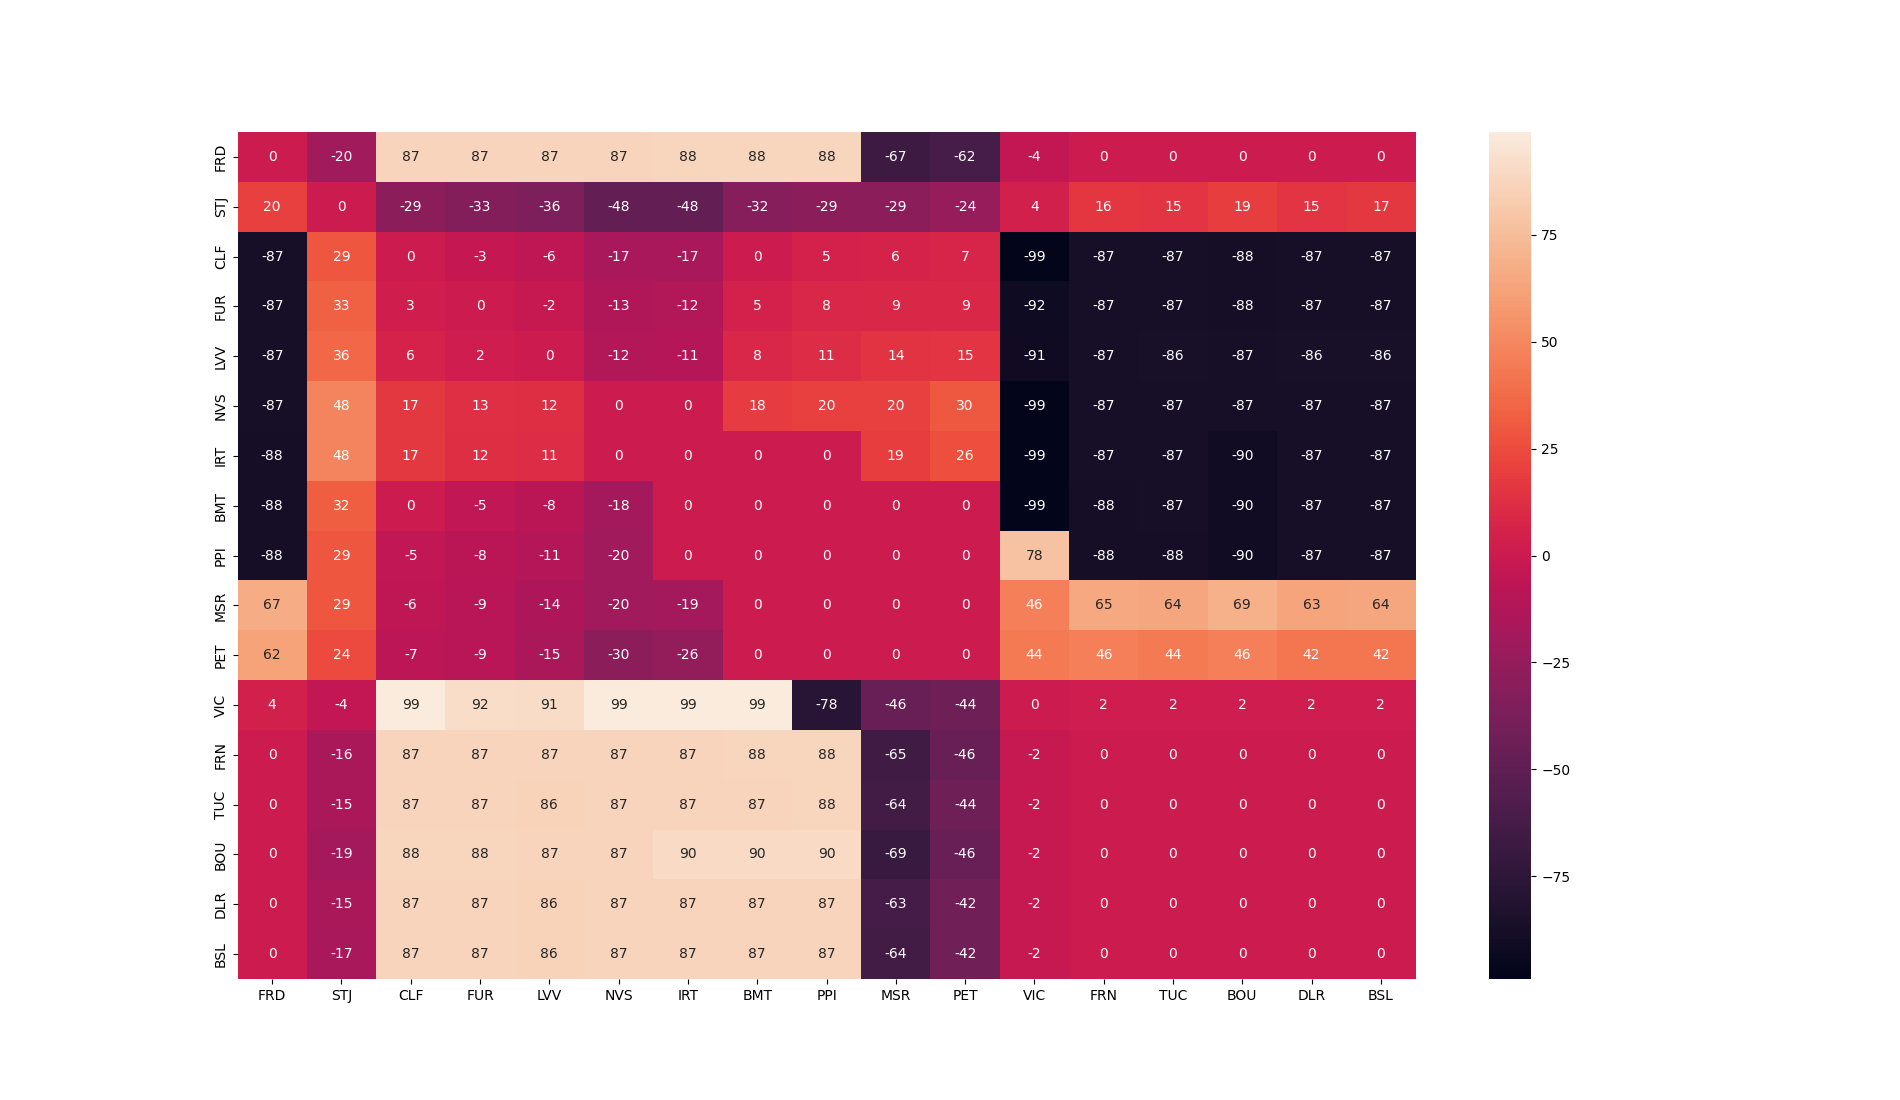 FRD 0 -20 87 87 87 87 88 88 88 -67 -62 -4 0 0 0 0 0
STJ 20 0 -29 -33 -36 -48 -48 -32 -29 -29 -24 4 16 15 19 15 17
CLF -87 29 0 -3 -6 -17 -17 0 5 6 7 -99 -87 -87 -88 -87 -87
FUR -87 33 3 0 -2 -13 -12 5 8 9 9 -92 -87 -87 -88 -87 -87
LVV -87 36 6 2 0 -12 -11 8 11 14 15 -91 -87 -86 -87 -86 -86
NVS -87 48 17 13 12 0 0 18 20 20 30 -99 -87 -87 -87 -87 -87
IRT -88 48 17 12 11 0 0 0 0 19 26 -99 -87 -87 -90 -87 -87
BMT -88 32 0 -5 -8 -18 0 0 0 0 0 -99 -88 -87 -90 -87 -87
PPI -88 29 -5 -8 -11 -20 0 0 0 0 0 78 -88 -88 -90 -87 -87
MSR 67 29 -6 -9 -14 -20 -19 0 0 0 0 46 65 64 69 63 64
PET 62 24 -7 -9 -15 -30 -26 0 0 0 0 44 46 44 46 42 42
VIC 4 -4 99 92 91 99 99 99 -78 -46 -44 0 2 2 2 2 2
FRN 0 -16 87 87 87 87 87 88 88 -65 -46 -2 0 0 0 0 0
TUC 0 -15 87 87 86 87 87 87 88 -64 -44 -2 0 0 0 0 0
BOU 0 -19 88 88 87 87 90 90 90 -69 -46 -2 0 0 0 0 0
DLR 0 -15 87 87 86 87 87 87 87 -63 -42 -2 0 0 0 0 0
BSL 0 -17 87 87 86 87 87 87 87 -64 -42 -2 0 0 0 0 0
FRD STJ CLF FUR LVV NVS IRT BMT PPI MSR PET VIC FRN TUC BOU DLR BSL
75
50
25
0
−25
−50
−75